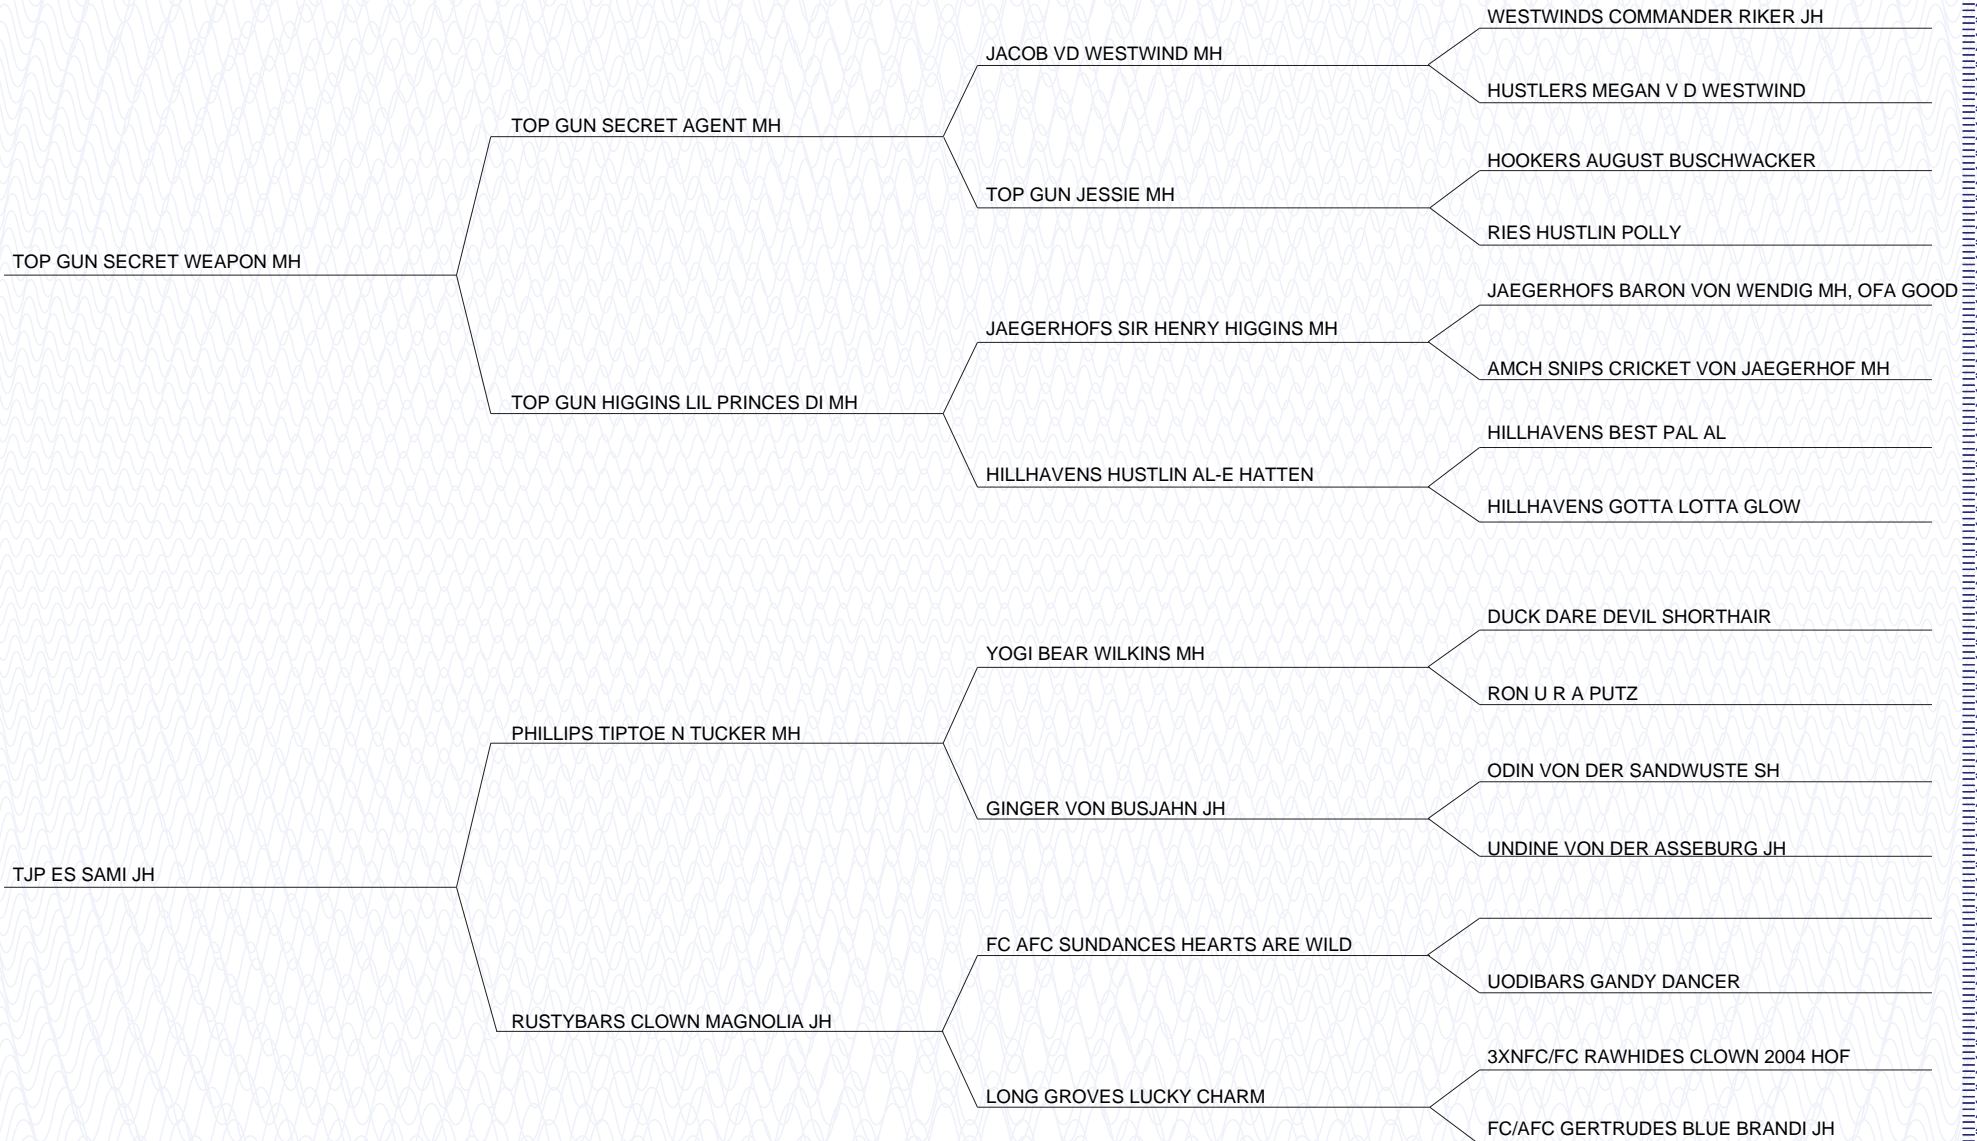 WESTWINDS COMMANDER RIKER JH
JACOB VD WESTWIND MH
HUSTLERS MEGAN V D WESTWIND
TOP GUN SECRET AGENT MH
HOOKERS AUGUST BUSCHWACKER
TOP GUN JESSIE MH
RIES HUSTLIN POLLY
TOP GUN SECRET WEAPON MH
JAEGERHOFS BARON VON WENDIG MH, OFA GOOD
JAEGERHOFS SIR HENRY HIGGINS MH
AMCH SNIPS CRICKET VON JAEGERHOF MH
TOP GUN HIGGINS LIL PRINCES DI MH
HILLHAVENS BEST PAL AL
HILLHAVENS HUSTLIN AL-E HATTEN
HILLHAVENS GOTTA LOTTA GLOW
DUCK DARE DEVIL SHORTHAIR
YOGI BEAR WILKINS MH
RON U R A PUTZ
PHILLIPS TIPTOE N TUCKER MH
ODIN VON DER SANDWUSTE SH
GINGER VON BUSJAHN JH
UNDINE VON DER ASSEBURG JH
TJP ES SAMI JH
FC AFC SUNDANCES HEARTS ARE WILD
UODIBARS GANDY DANCER
RUSTYBARS CLOWN MAGNOLIA JH
3XNFC/FC RAWHIDES CLOWN 2004 HOF
LONG GROVES LUCKY CHARM
FC/AFC GERTRUDES BLUE BRANDI JH